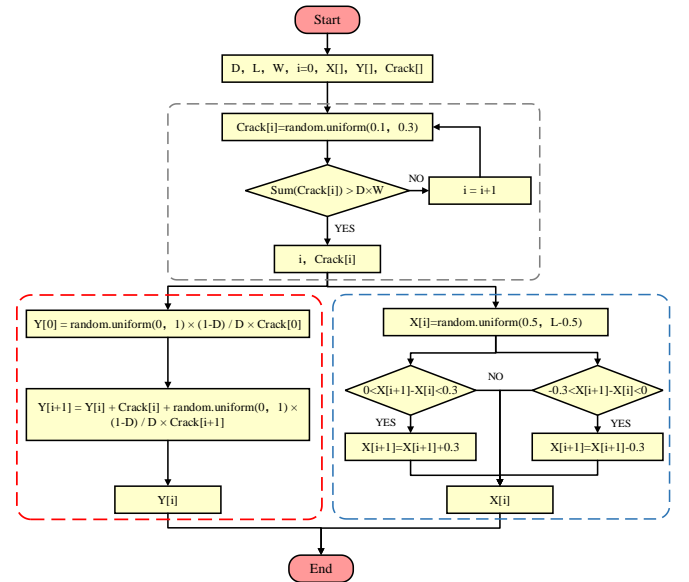 Start
D, L, W, i=0, X[], Y[], Crack[]
Crack[i]=random.uniform(0.1, 0.3)
Sum(Crack[i]) > D×W
NO
i = i+1
YES
i, Crack[i]
Y[0] = random.uniform(0, 1) × (1-D) / D × Crack[0]
X[i]=random.uniform(0.5, L-0.5)
0<X[i+1]-X[i]<0.3
NO
-0.3<X[i+1]-X[i]<0
Y[i+1] = Y[i] + Crack[i] + random.uniform(0, 1) ×
(1-D) / D × Crack[i+1]
YES
YES
X[i+1]=X[i+1]+0.3
X[i+1]=X[i+1]-0.3
Y[i]
X[i]
End